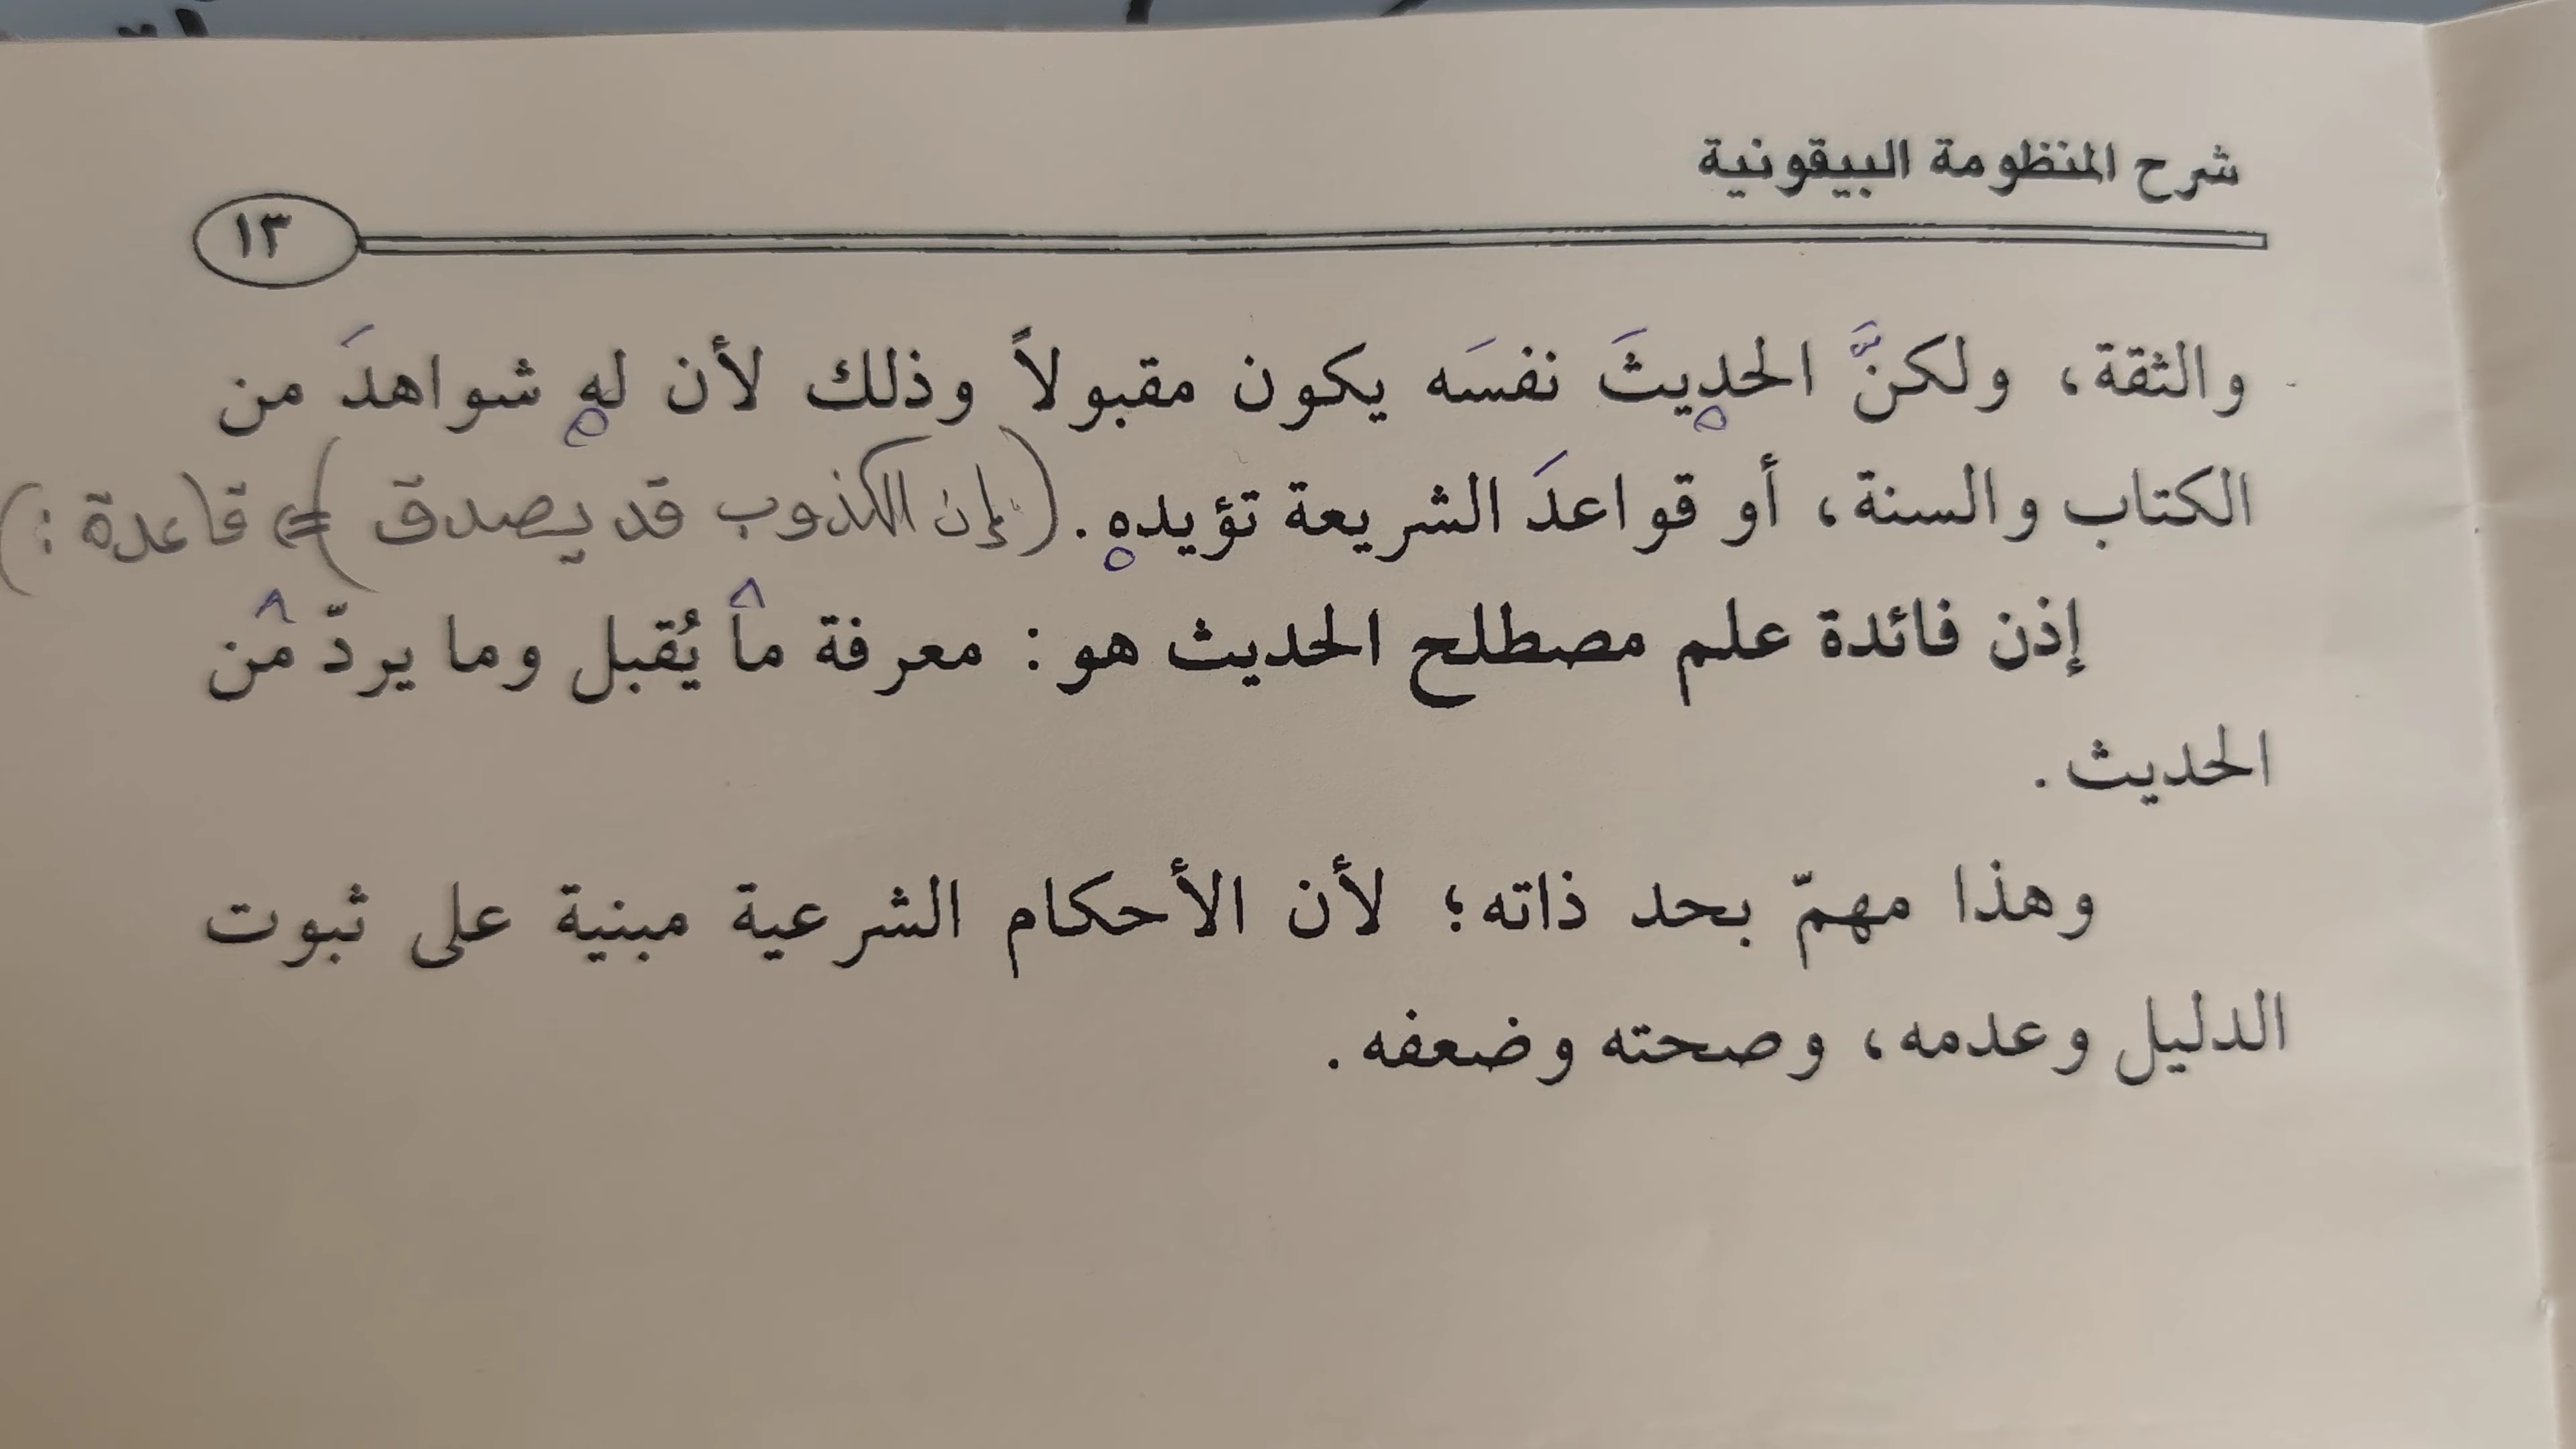 شرح المنظومة البيقونية
١٣
والثقة، ولكنَّ الحديثَ نفسَه يكون مقبولاً وذلك لأن له شواهدَ من
الكتاب والسنة، أو قواعدَ الشريعة تؤيده. (إن الكذوب قد يصدق) ⇐ قاعدة :)
إذن فائدة علم مصطلح الحديث هو: معرفة ما يُقبل وما يردّ من
الحديث.
وهذا مهمّ بحد ذاته؛ لأن الأحكام الشرعية مبنية على ثبوت
الدليل وعدمه، وصحته وضعفه.